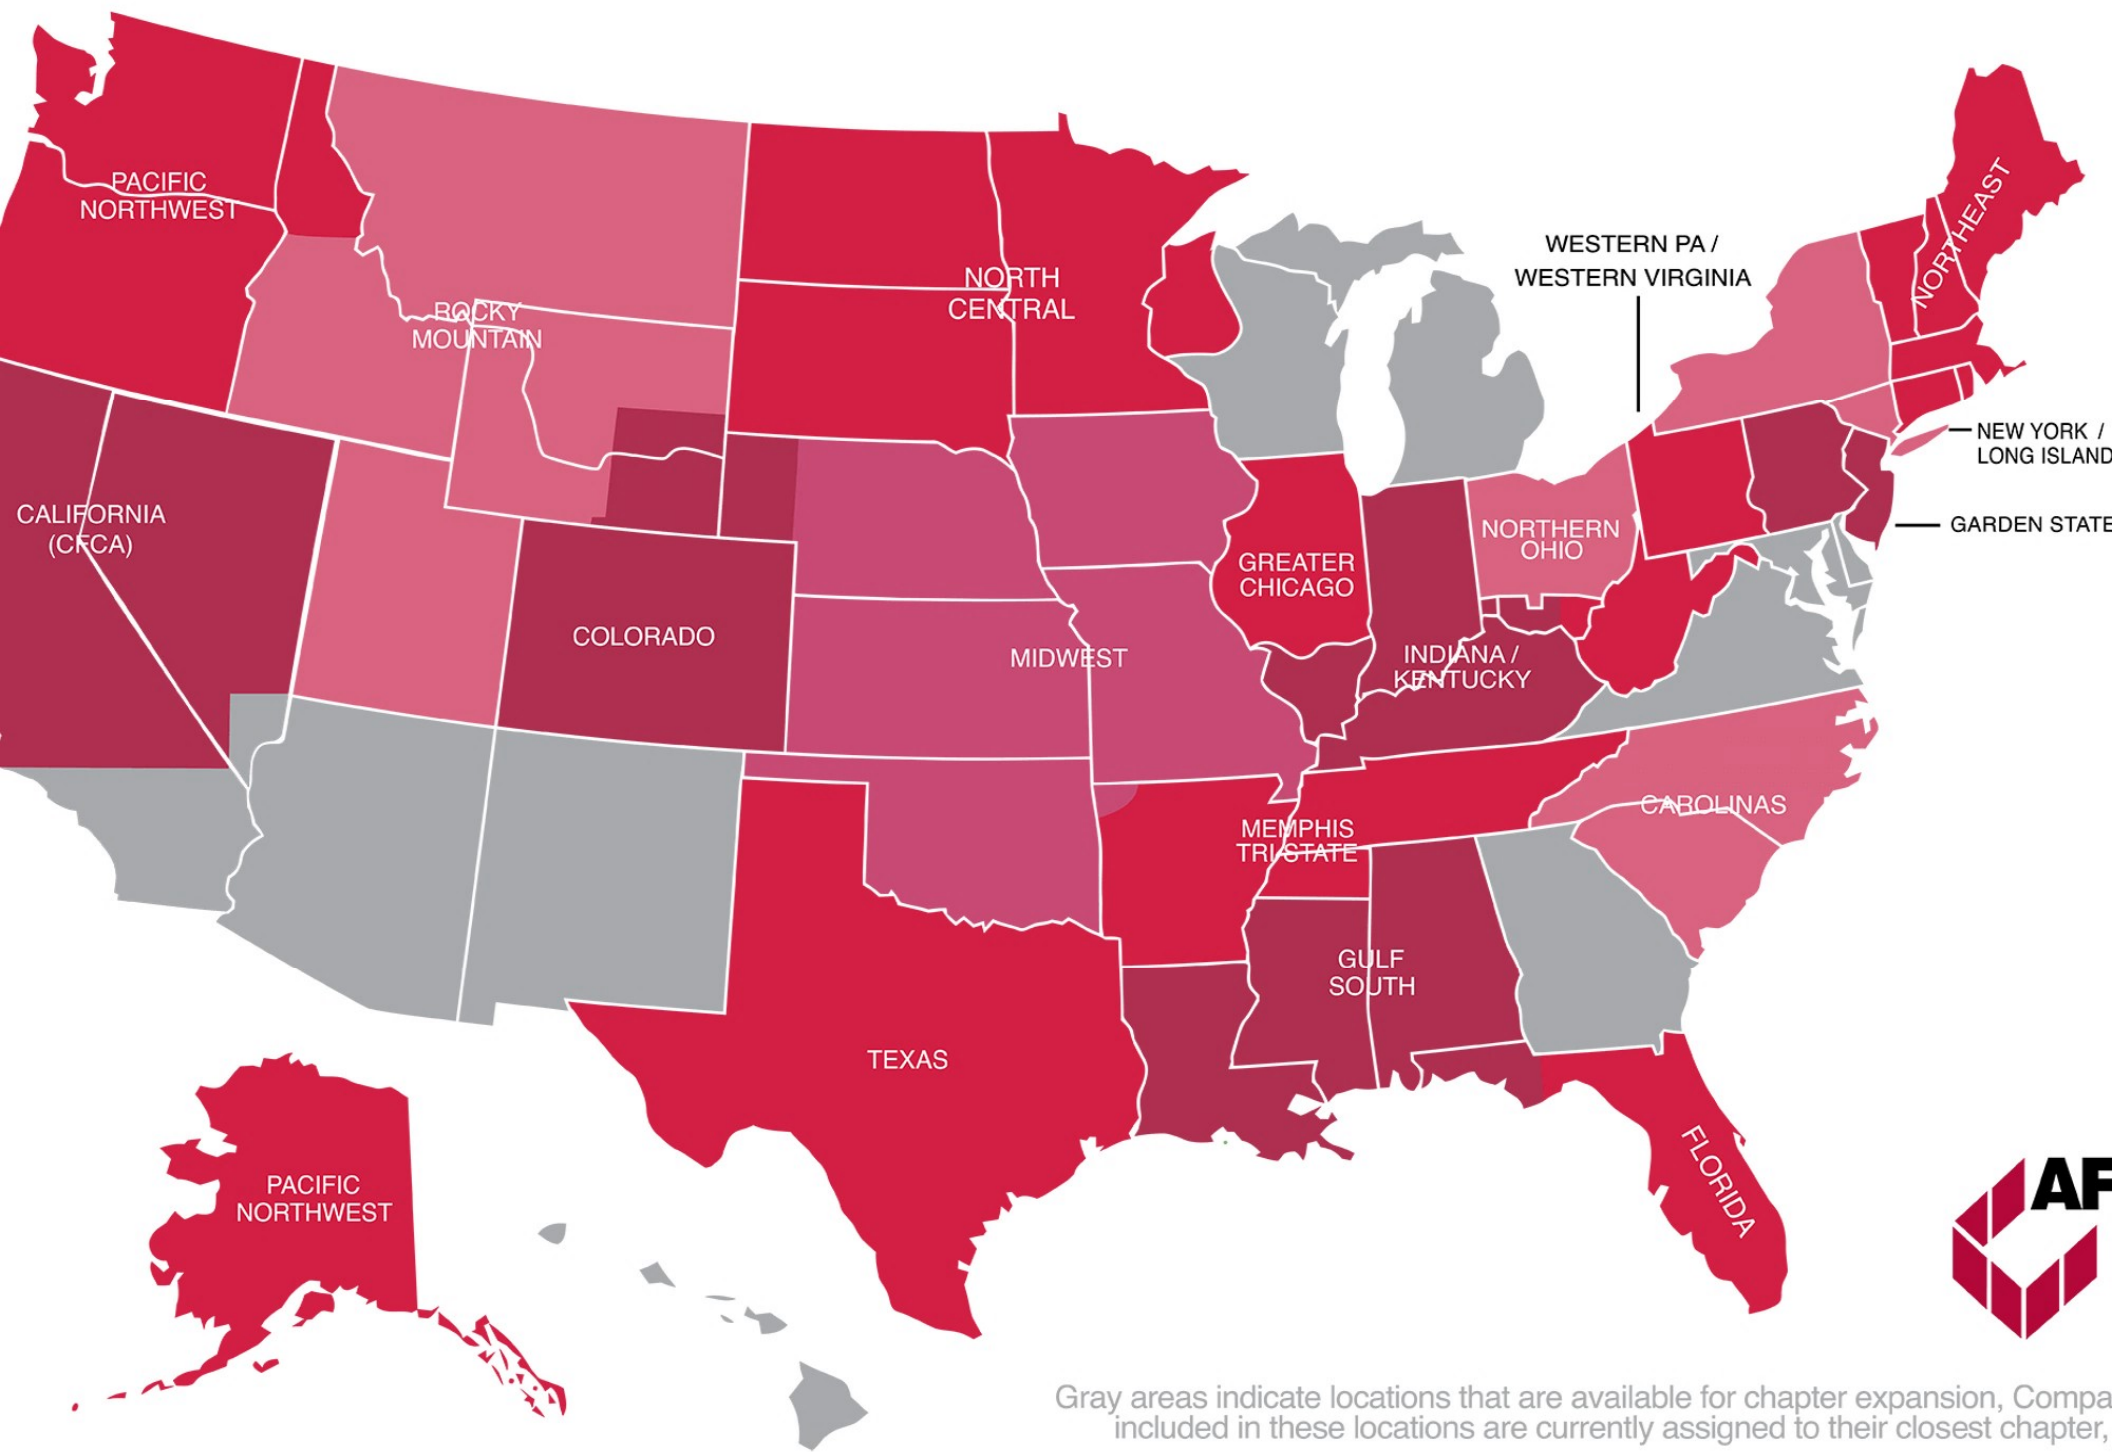 PACIFIC
NORTHWEST
ROCKY
MOUNTAIN
NORTH
CENTRAL
WESTERN PA /
WESTERN VIRGINIA
NORTHEAST
NEW YORK /
LONG ISLAND
GARDEN STATE
CALIFORNIA
(CFCA)
COLORADO
MIDWEST
GREATER
CHICAGO
NORTHERN
OHIO
INDIANA /
KENTUCKY
CAROLINAS
MEMPHIS
TRI-STATE
GULF
SOUTH
TEXAS
FLORIDA
PACIFIC
NORTHWEST
AF
Gray areas indicate locations that are available for chapter expansion, Compa
included in these locations are currently assigned to their closest chapter,